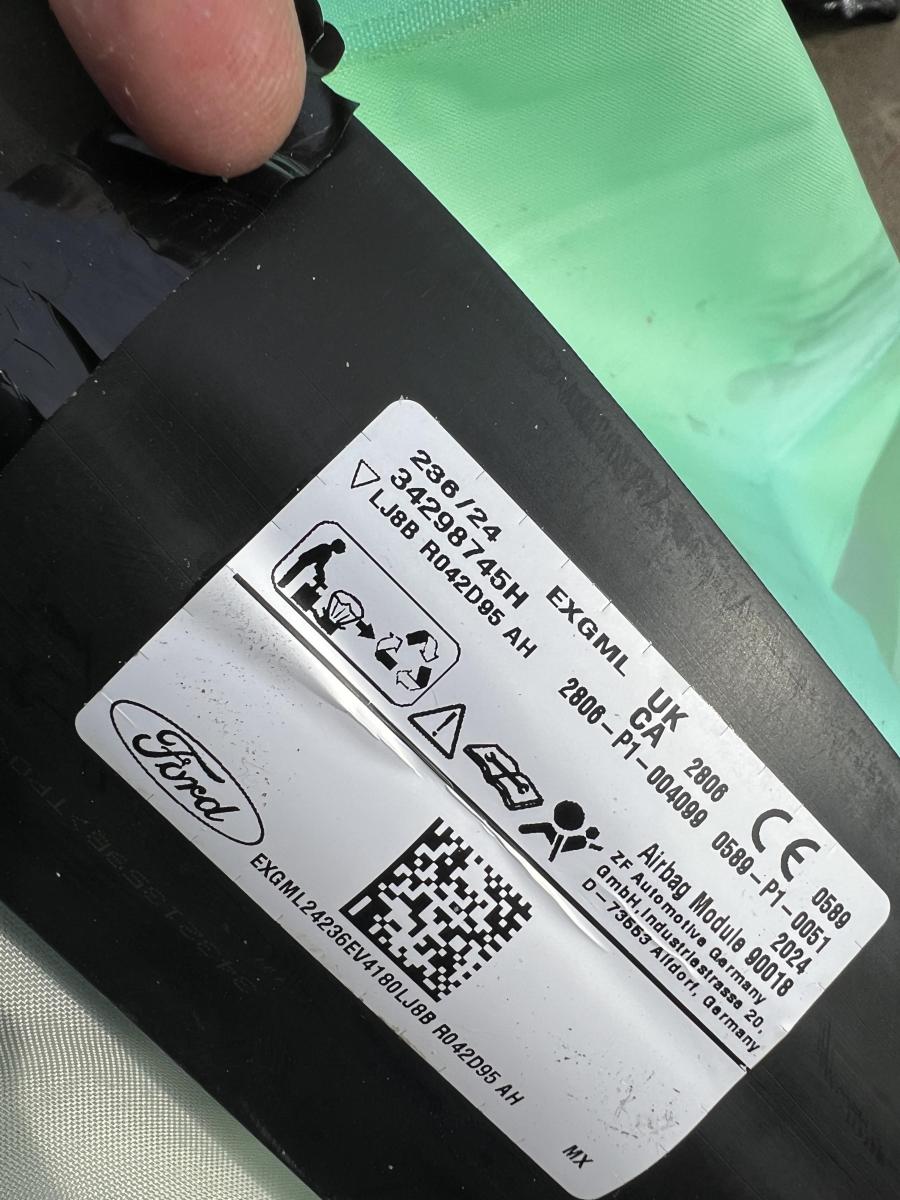 236/24 EXGML UK CA 2806 CE 0589
34298745H 2806-P1-004099 0589-P1-0051
LJ8B R042D95 AH 2024
Airbag Module 90018
ZF Automotive Germany
GmbH, Industriestrasse 20,
D-73553 Alfdorf, Germany
Ford
EXGML24236EV4180LJ8B R042D95 AH
MX